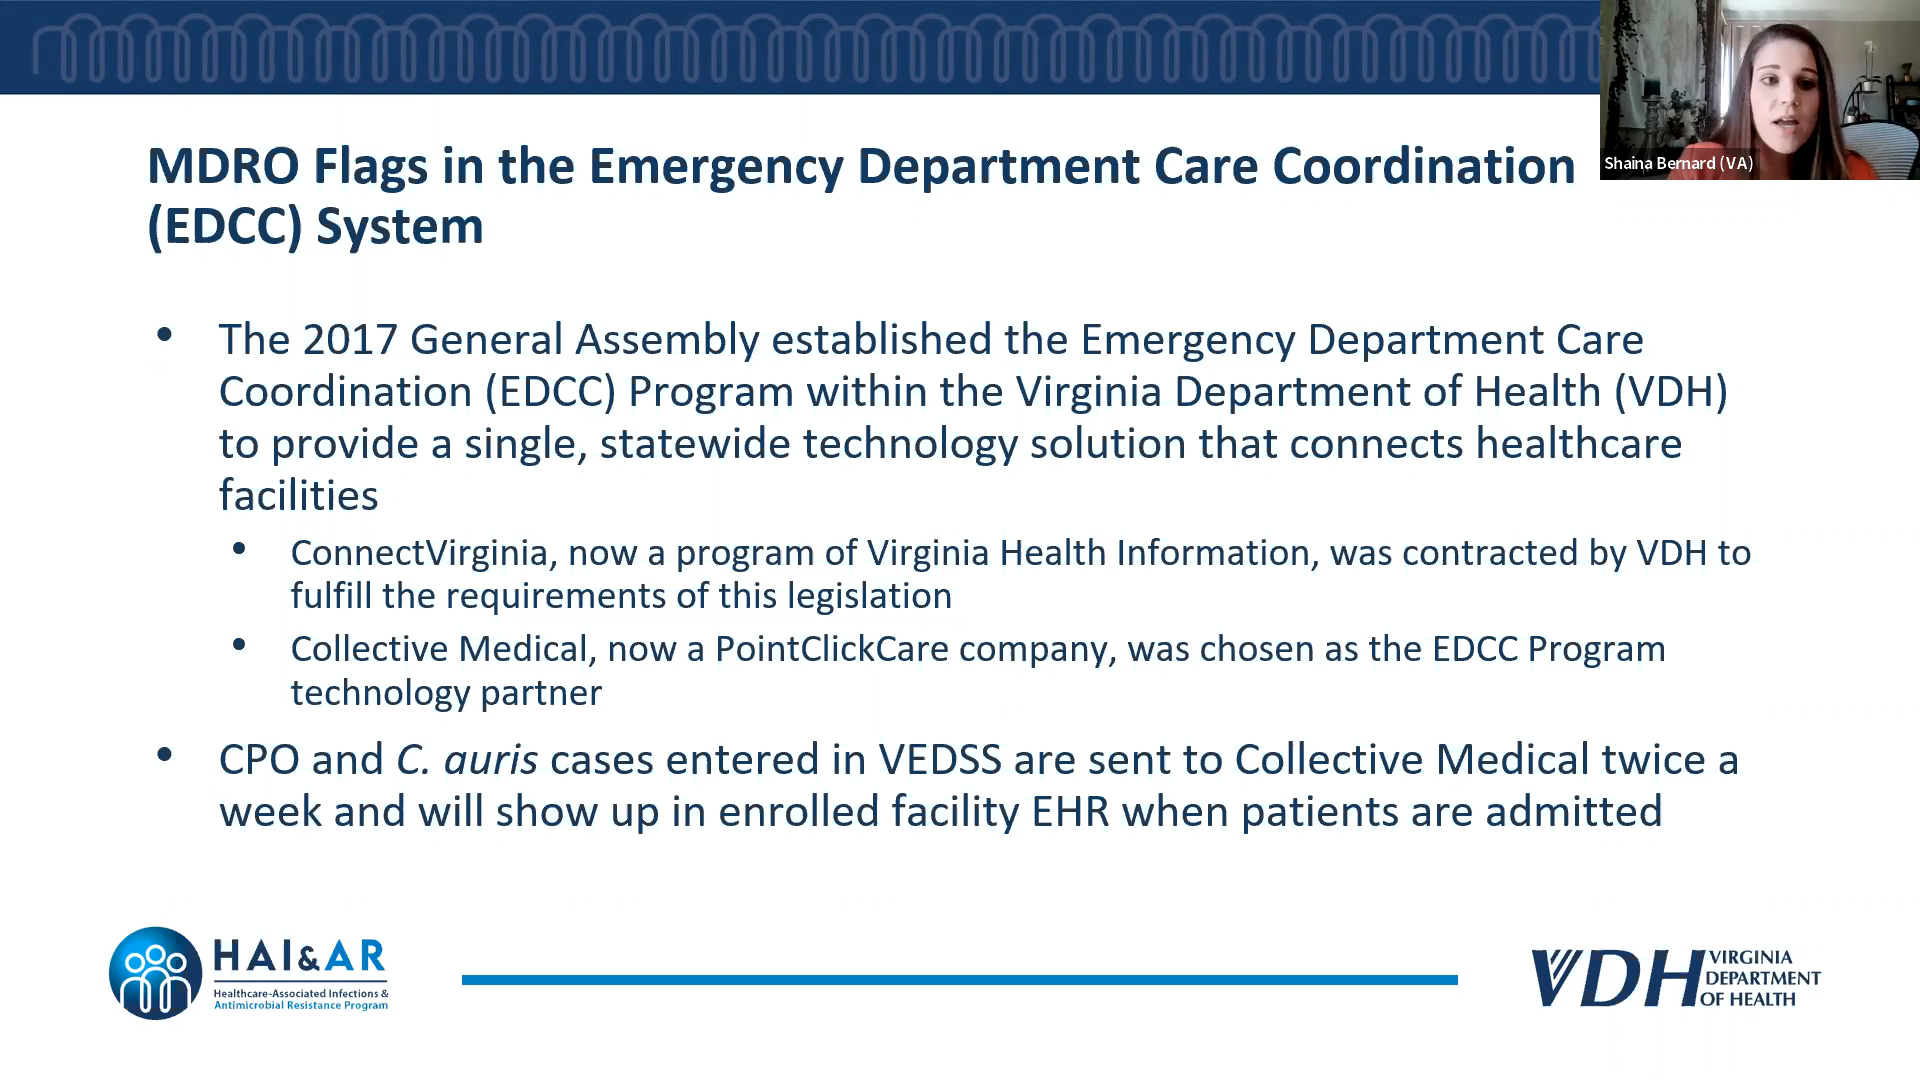 Shaina Bernard (VA)
MDRO Flags in the Emergency Department Care Coordination
(EDCC) System
• The 2017 General Assembly established the Emergency Department Care
Coordination (EDCC) Program within the Virginia Department of Health (VDH)
to provide a single, statewide technology solution that connects healthcare
facilities
• ConnectVirginia, now a program of Virginia Health Information, was contracted by VDH to
fulfill the requirements of this legislation
• Collective Medical, now a PointClickCare company, was chosen as the EDCC Program
technology partner
• CPO and C. auris cases entered in VEDSS are sent to Collective Medical twice a
week and will show up in enrolled facility EHR when patients are admitted
HAI&AR
Healthcare-Associated Infections &
Antimicrobial Resistance Program
VDH VIRGINIA
DEPARTMENT
OF HEALTH